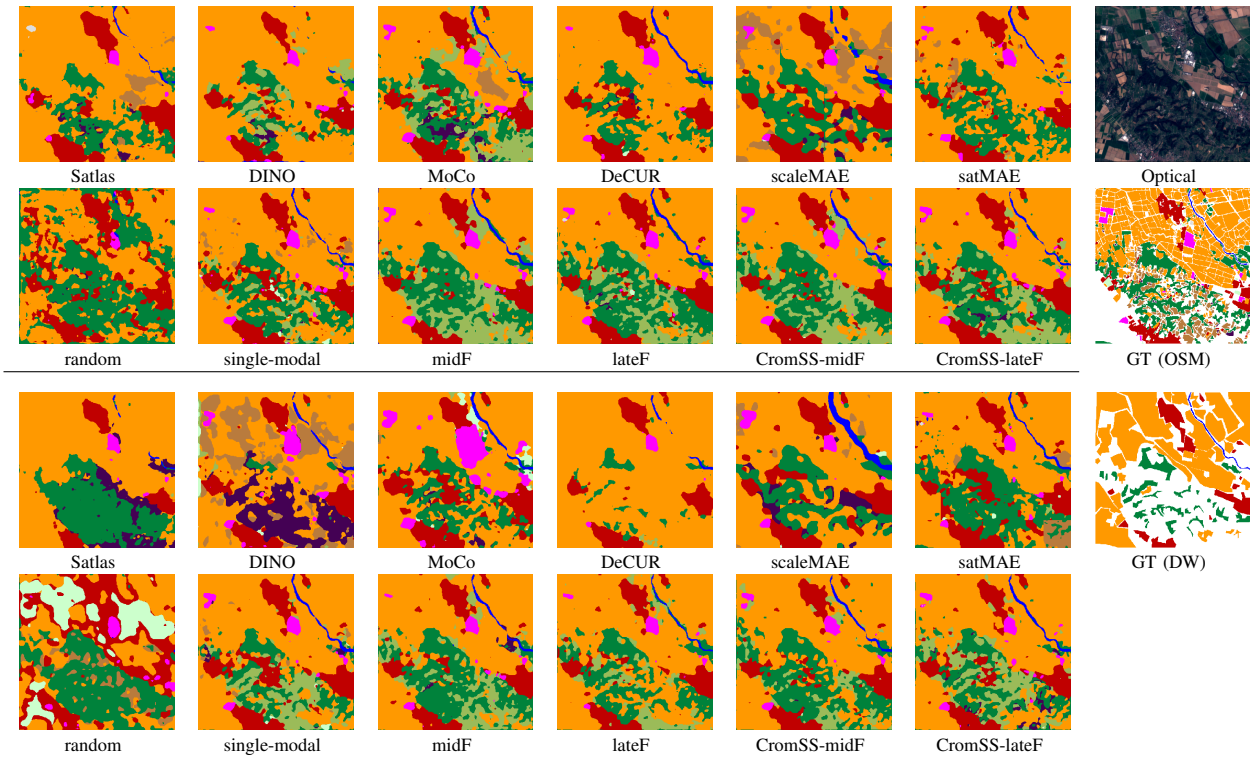 Satlas DINO MoCo DeCUR scaleMAE satMAE Optical
random single-modal midF lateF CromSS-midF CromSS-lateF GT (OSM)
Satlas DINO MoCo DeCUR scaleMAE satMAE GT (DW)
random single-modal midF lateF CromSS-midF CromSS-lateF